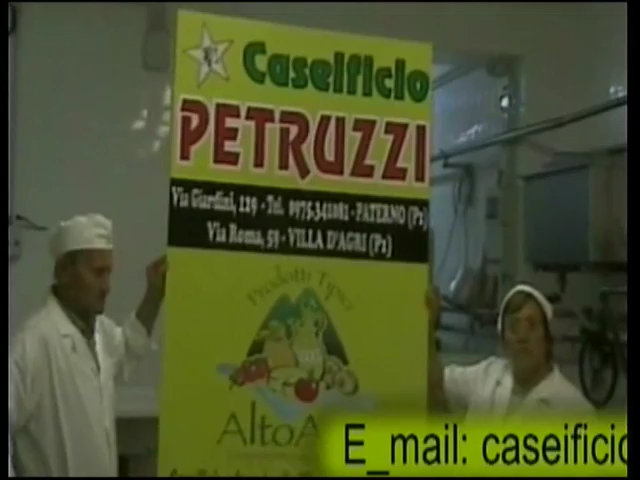 Caseificio
PETRUZZI
Via Giardini, 129 - Tel. 0975.341081 - PATERNO (Pz)
Via Roma, 59 - VILLA D'AGRI (Pz)
Prodotti Tipici
AltoA
E_mail: caseificio